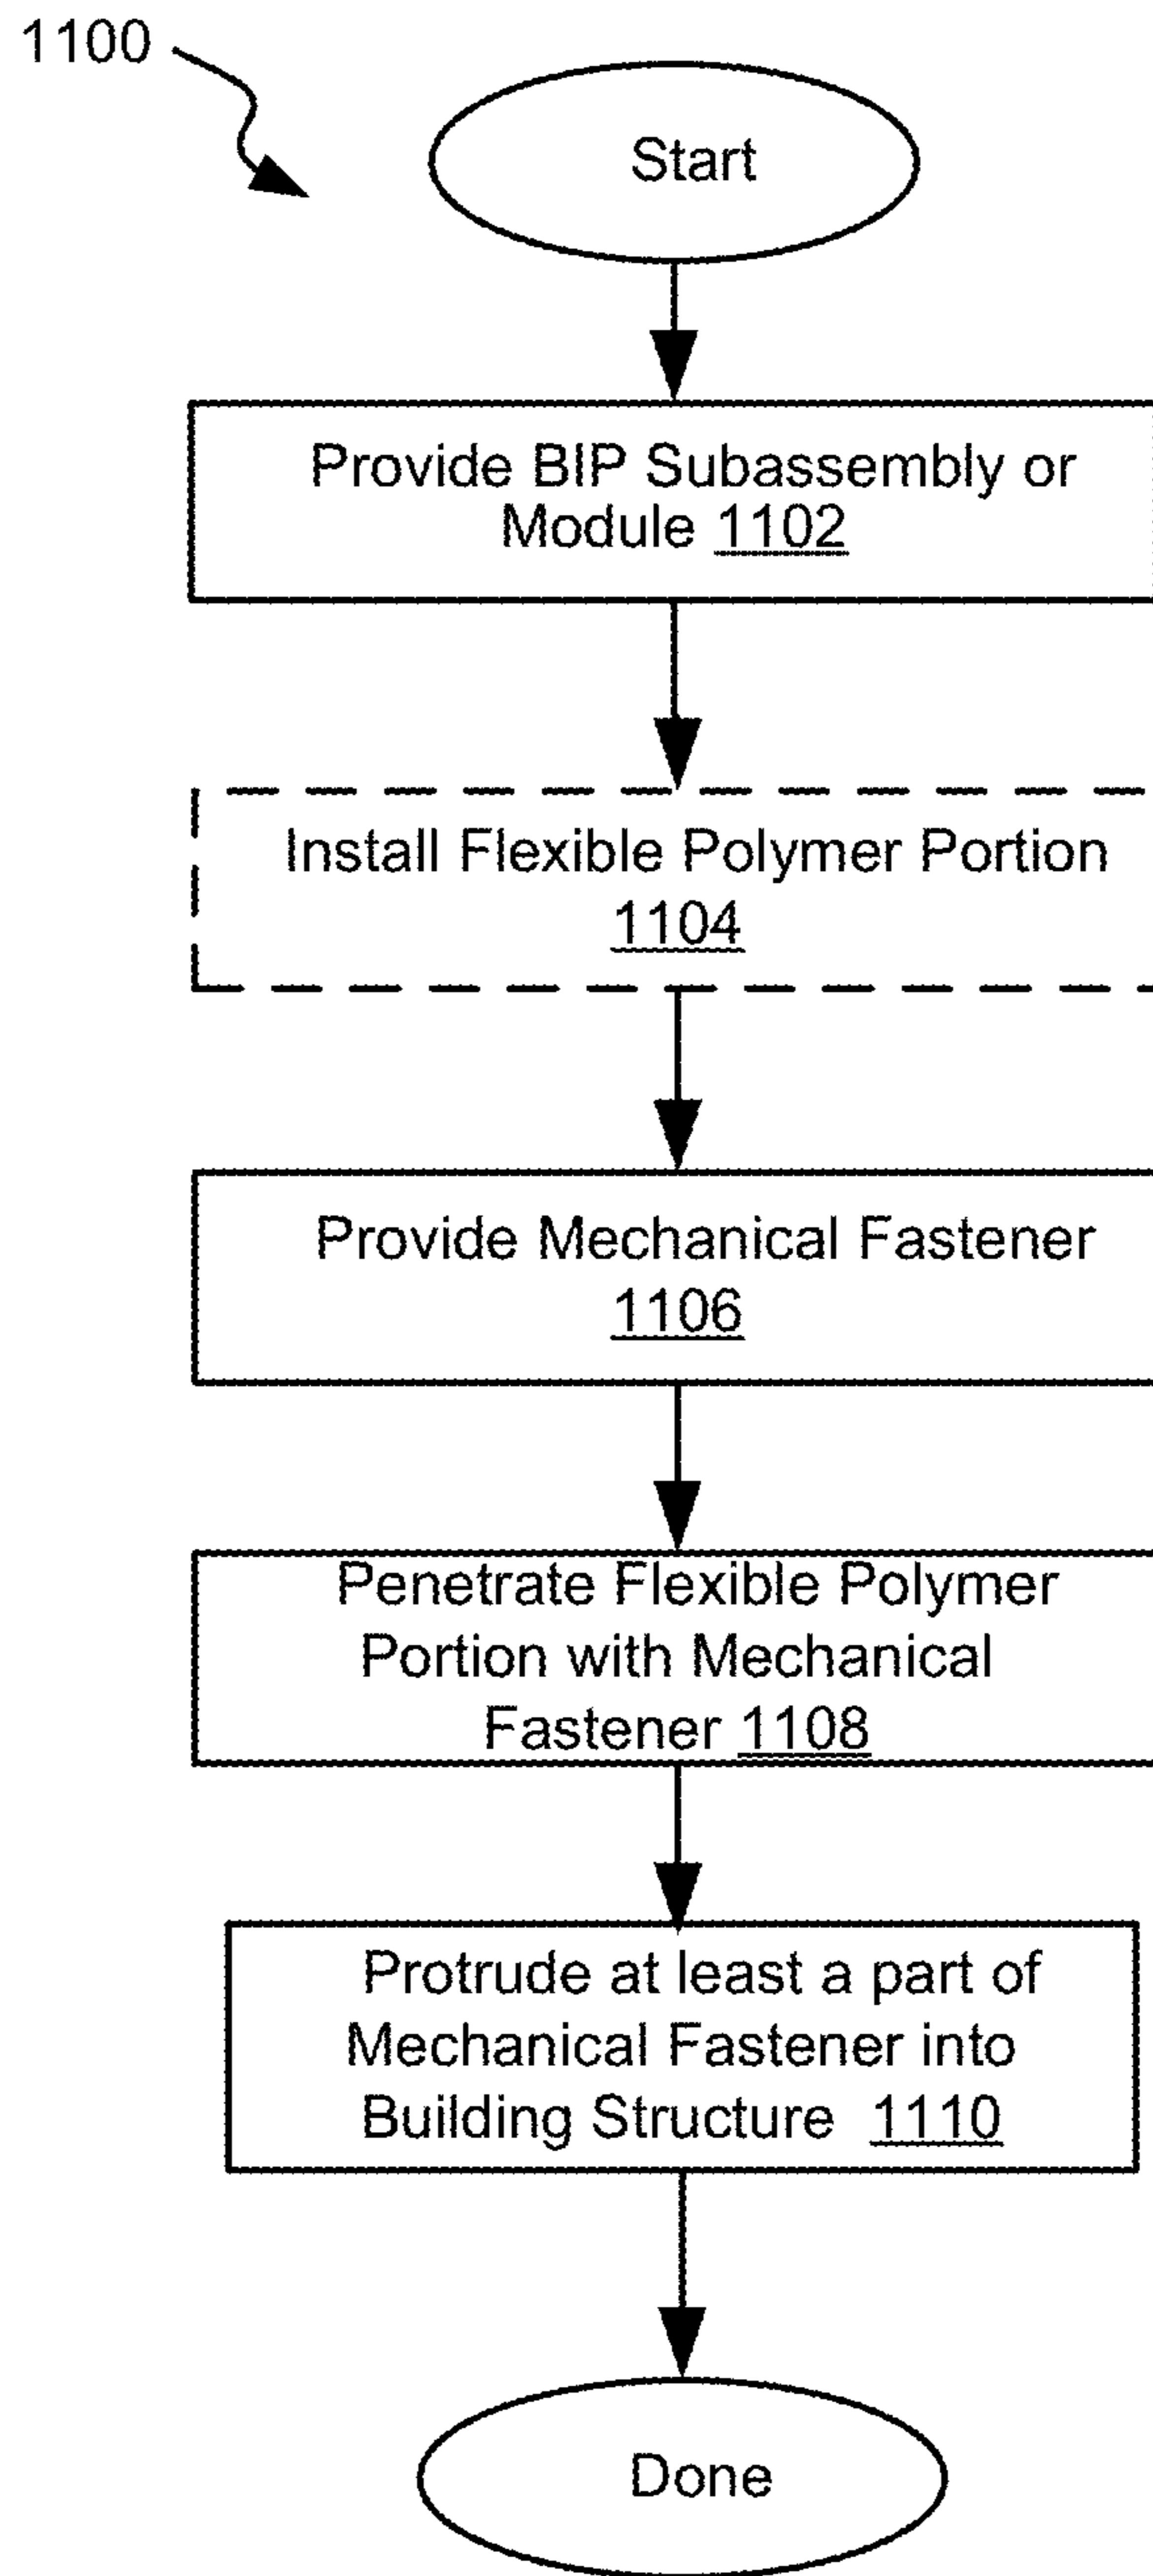 1100
Start
Provide BIP Subassembly or
Module 1102
Install Flexible Polymer Portion
1104
Provide Mechanical Fastener
1106
Penetrate Flexible Polymer
Portion with Mechanical
Fastener 1108
Protrude at least a part of
Mechanical Fastener into
Building Structure 1110
Done